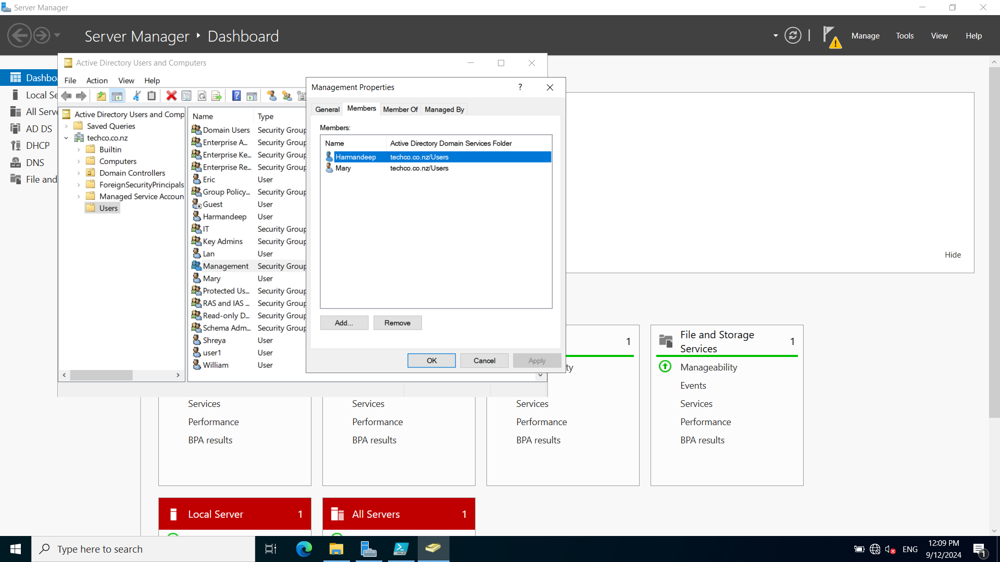 Server Manager
Server Manager ‣ Dashboard
Manage Tools View Help
Dashbo
Local Se
All Serve
AD DS
DHCP
DNS
File and
Active Directory Users and Computers
File Action View Help
Active Directory Users and Comp
Saved Queries
techco.co.nz
Builtin
Computers
Domain Controllers
ForeignSecurityPrincipals
Managed Service Accoun
Users
Name Type
Domain Users Security Group
Enterprise A... Security Group
Enterprise Ke... Security Group
Enterprise Re... Security Group
Eric User
Group Policy... Security Group
Guest User
Harmandeep User
IT Security Group
Key Admins Security Group
Lan User
Management Security Group
Mary User
Protected Us... Security Group
RAS and IAS ... Security Group
Read-only D... Security Group
Schema Adm... Security Group
Shreya User
user1 User
William User
Management Properties ?
General Members Member Of Managed By
Members:
Name Active Directory Domain Services Folder
Harmandeep techco.co.nz/Users
Mary techco.co.nz/Users
Add... Remove
OK Cancel Apply
Hide
1
ty
File and Storage
Services 1
Manageability
Events
Services
Performance
BPA results
Services
Performance
BPA results
Services
Performance
BPA results
Services
Performance
BPA results
Local Server 1
All Servers 1
Type here to search
ENG
12:09 PM
9/12/2024
1